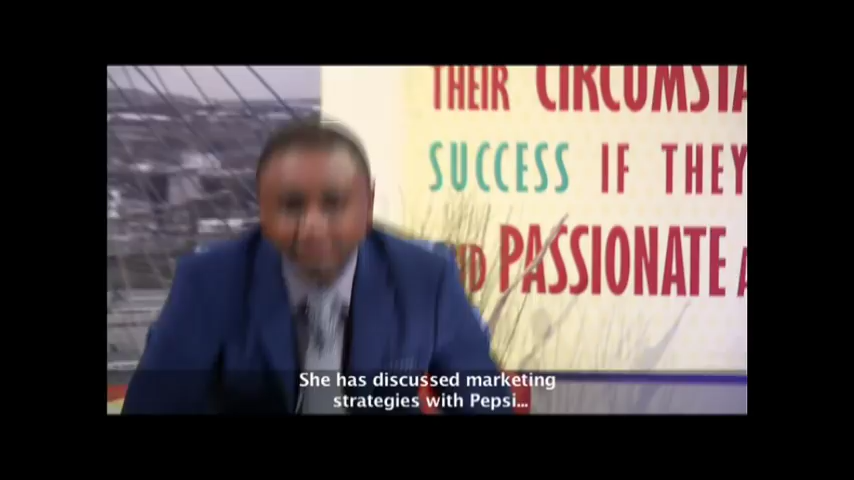 THEIR CIRCUMSTA
SUCCESS IF THEY
ND PASSIONATE A
She has discussed marketing
strategies with Pepsi...